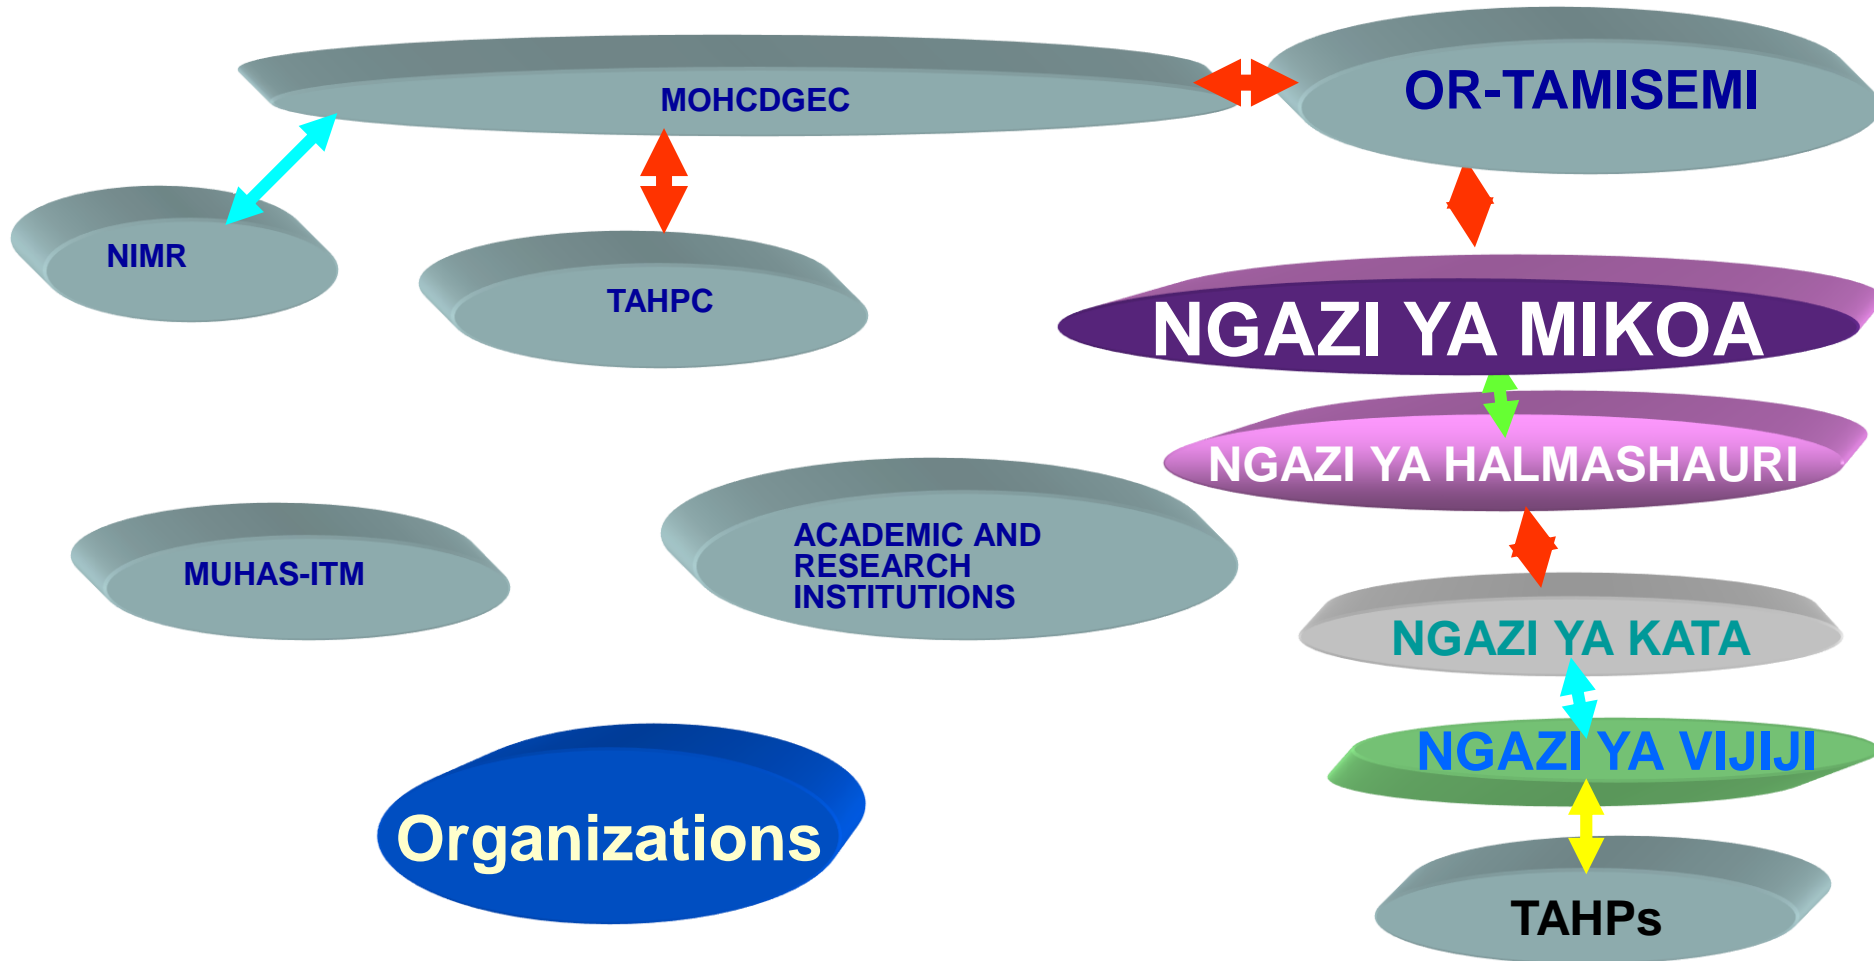 MOHCDGEC
OR-TAMISEMI
NIMR
TAHPC
NGAZI YA MIKOA
NGAZI YA HALMASHAURI
MUHAS-ITM
ACADEMIC AND
RESEARCH
INSTITUTIONS
NGAZI YA KATA
NGAZI YA VIJIJI
Organizations
TAHPs